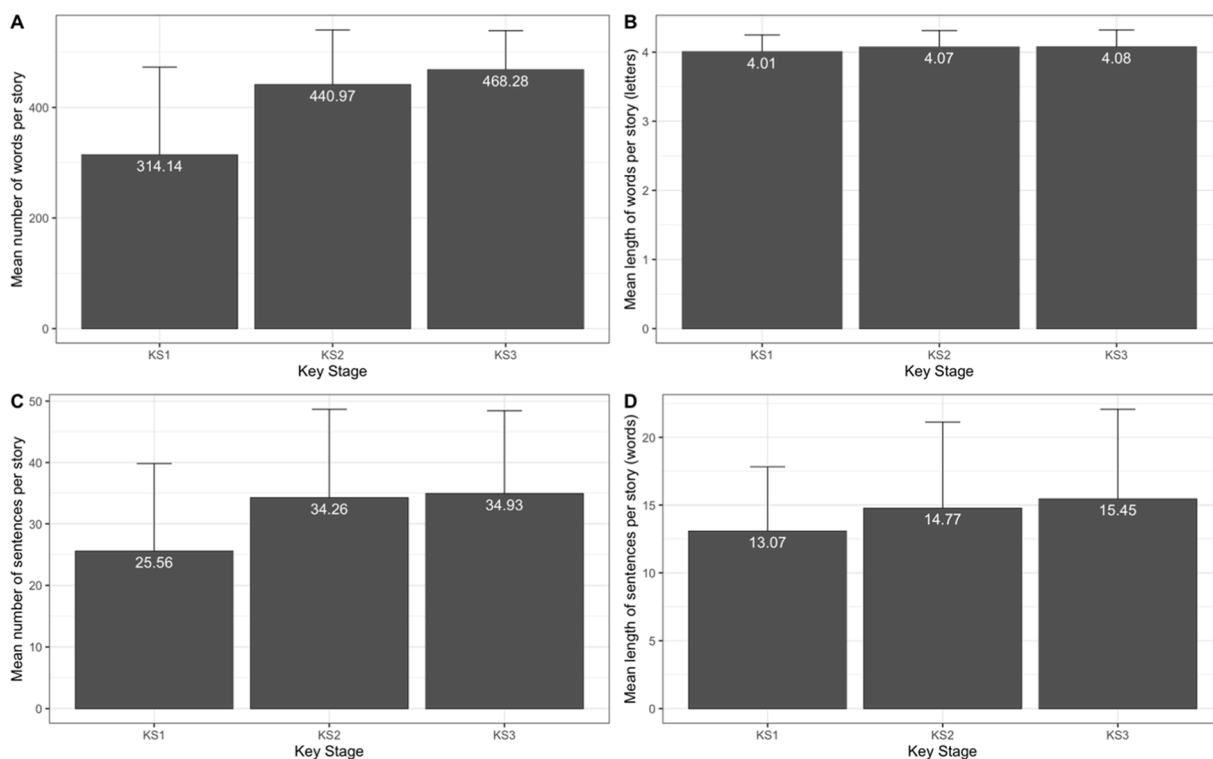 A
Mean number of words per story
400
200
0
314.14
440.97
468.28
KS1 KS2 KS3
Key Stage
B
Mean length of words per story (letters)
4
3
2
1
0
4.01
4.07
4.08
KS1 KS2 KS3
Key Stage
C
Mean number of sentences per story
50
40
30
20
10
0
25.56
34.26
34.93
KS1 KS2 KS3
Key Stage
D
Mean length of sentences per story (words)
20
15
10
5
0
13.07
14.77
15.45
KS1 KS2 KS3
Key Stage